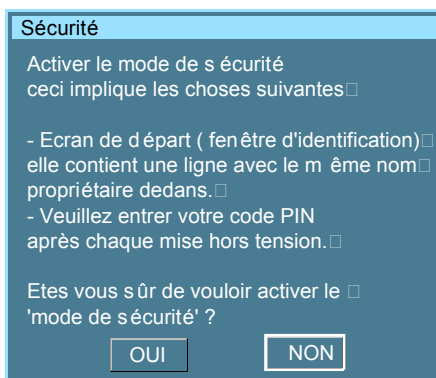 Sécurité
Activer le mode de s écurité
ceci implique les choses suivantes□
- Ecran de d épart ( fen être d'identification)□
elle contient une ligne avec le m ême nom□
propriétaire dedans.□
- Veuillez entrer votre code PIN
après chaque mise hors tension.□
Etes vous s ûr de vouloir activer le □
'mode de s écurité' ?
OUI NON